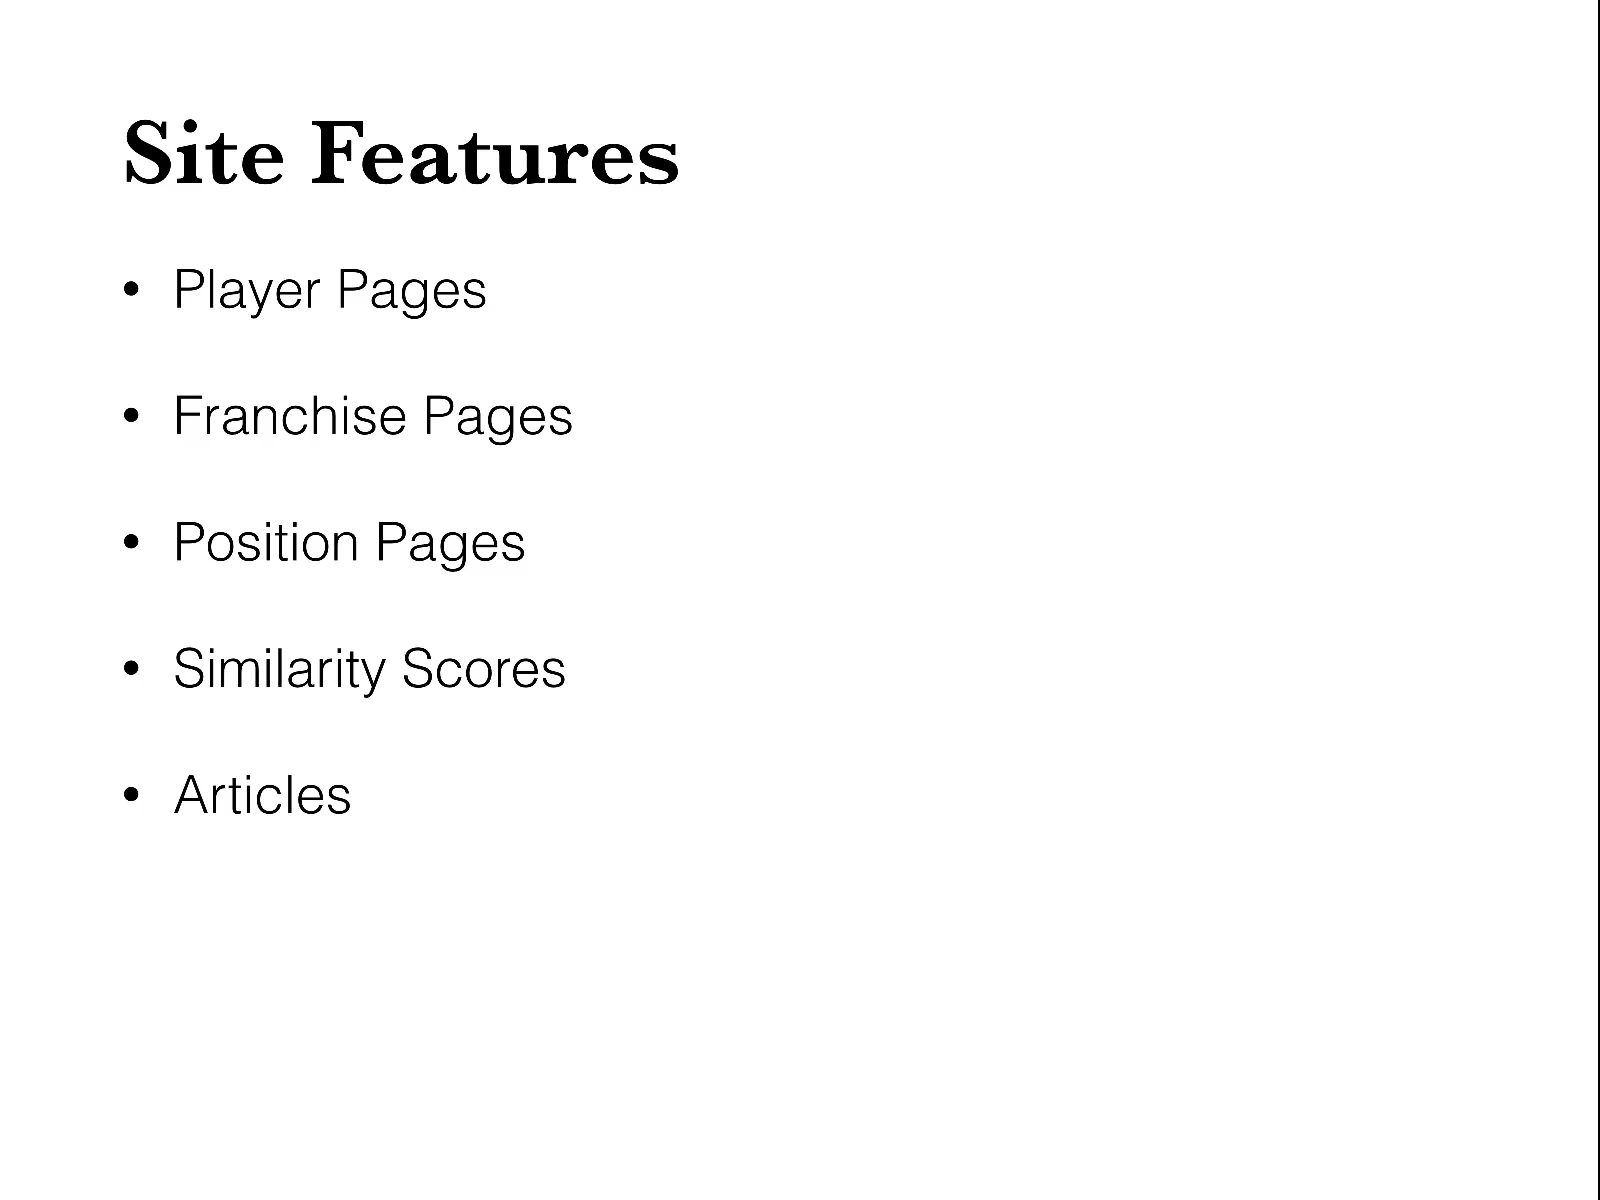 Site Features
• Player Pages
• Franchise Pages
• Position Pages
• Similarity Scores
• Articles